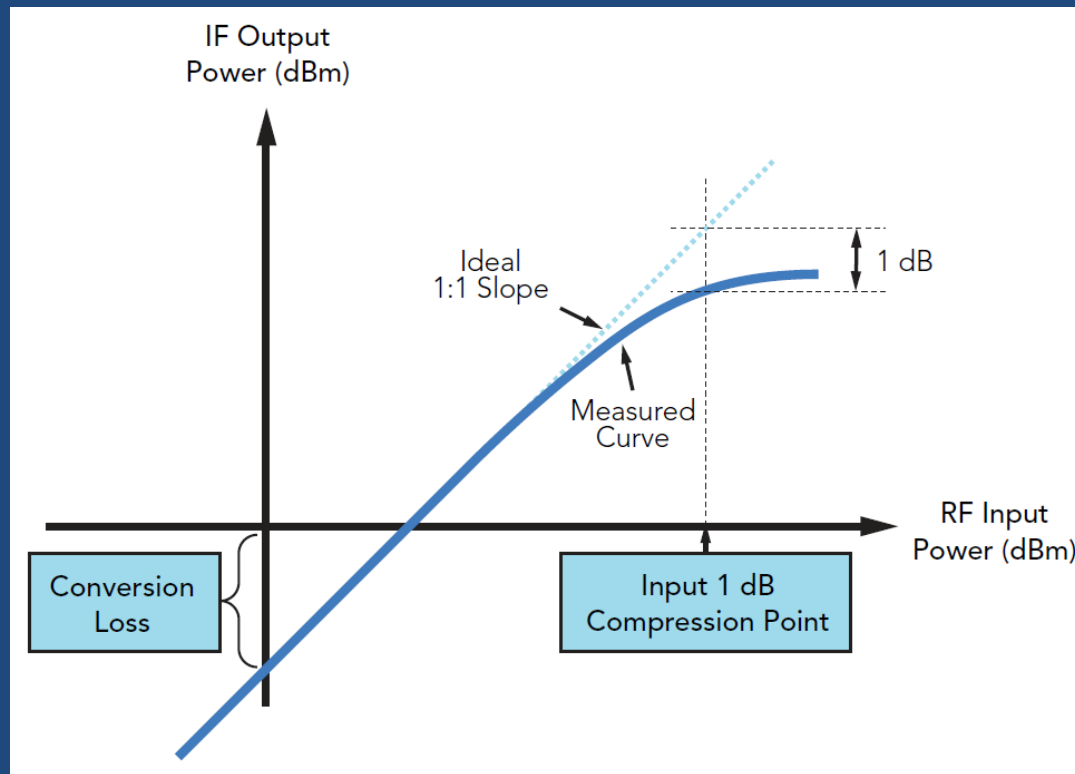 IF Output
Power (dBm)
Ideal
1:1 Slope
1 dB
Measured
Curve
RF Input
Power (dBm)
Conversion
Loss
Input 1 dB
Compression Point